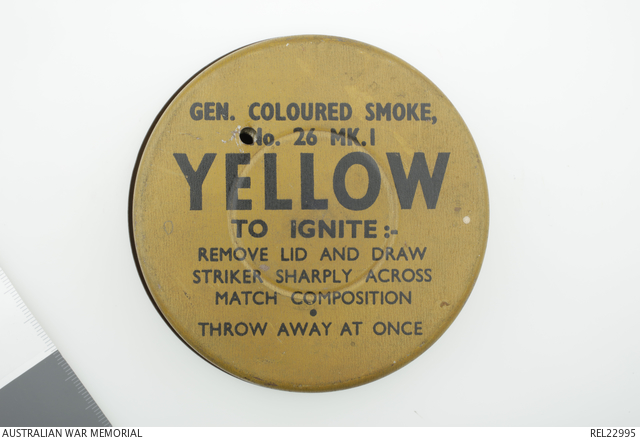 GEN. COLOURED SMOKE,
No. 26 MK.I
YELLOW
TO IGNITE:-
REMOVE LID AND DRAW
STRIKER SHARPLY ACROSS
MATCH COMPOSITION
•
THROW AWAY AT ONCE
AUSTRALIAN WAR MEMORIAL
REL22995